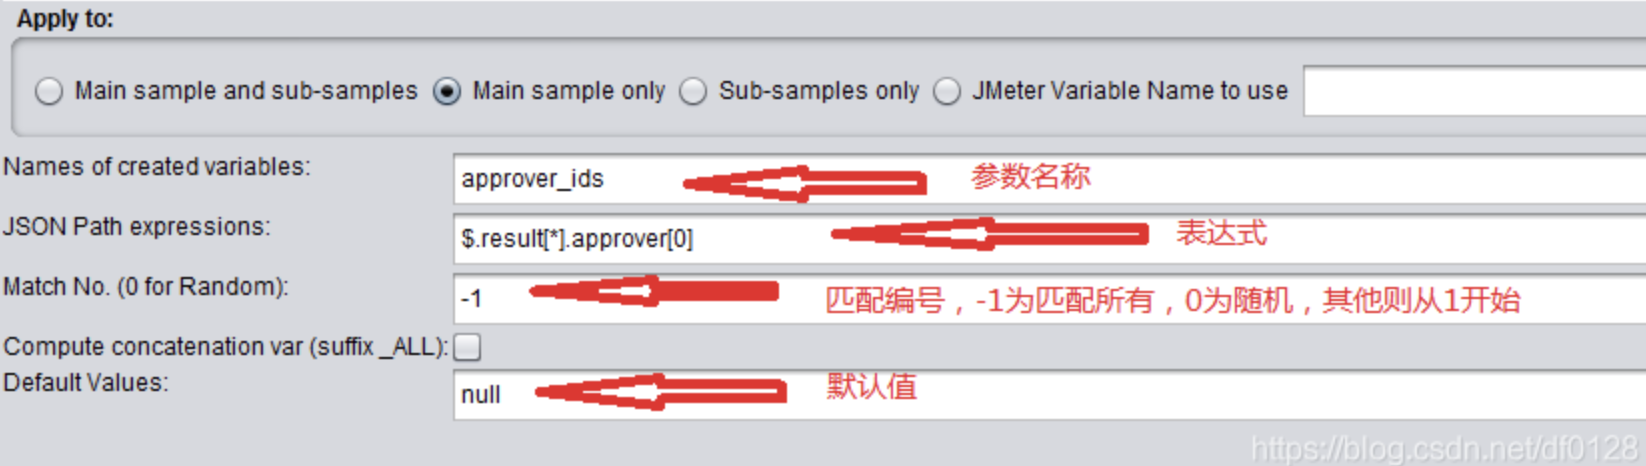 Apply to:
Main sample and sub-samples Main sample only Sub-samples only JMeter Variable Name to use
Names of created variables: approver_ids 参数名称
JSON Path expressions: $.result[*].approver[0] 表达式
Match No. (0 for Random): -1 匹配编号，-1为匹配所有，0为随机，其他则从1开始
Compute concatenation var (suffix _ALL):
Default Values: null 默认值
https://blog.csdn.net/df0128